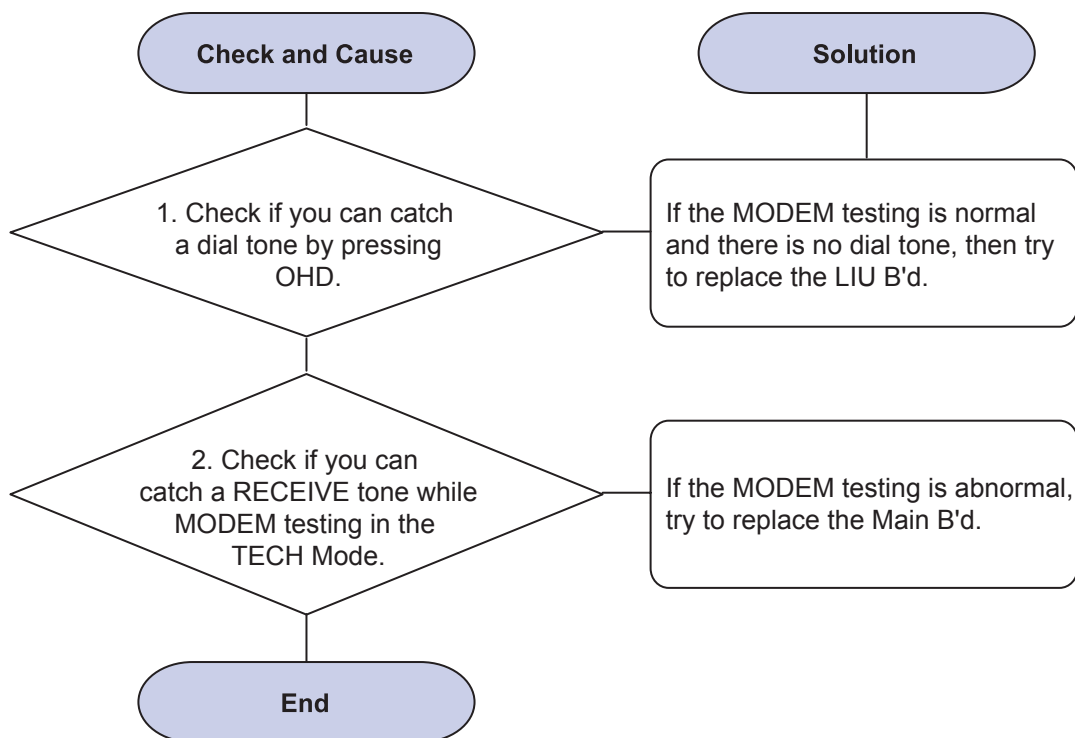 Check and Cause
Solution
1. Check if you can catch
a dial tone by pressing
OHD.
If the MODEM testing is normal
and there is no dial tone, then try
to replace the LIU B'd.
2. Check if you can
catch a RECEIVE tone while
MODEM testing in the
TECH Mode.
If the MODEM testing is abnormal,
try to replace the Main B'd.
End